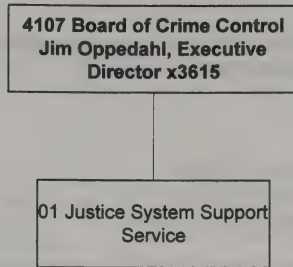 4107 Board of Crime Control
Jim Oppedahl, Executive
Director x3615
01 Justice System Support
Service